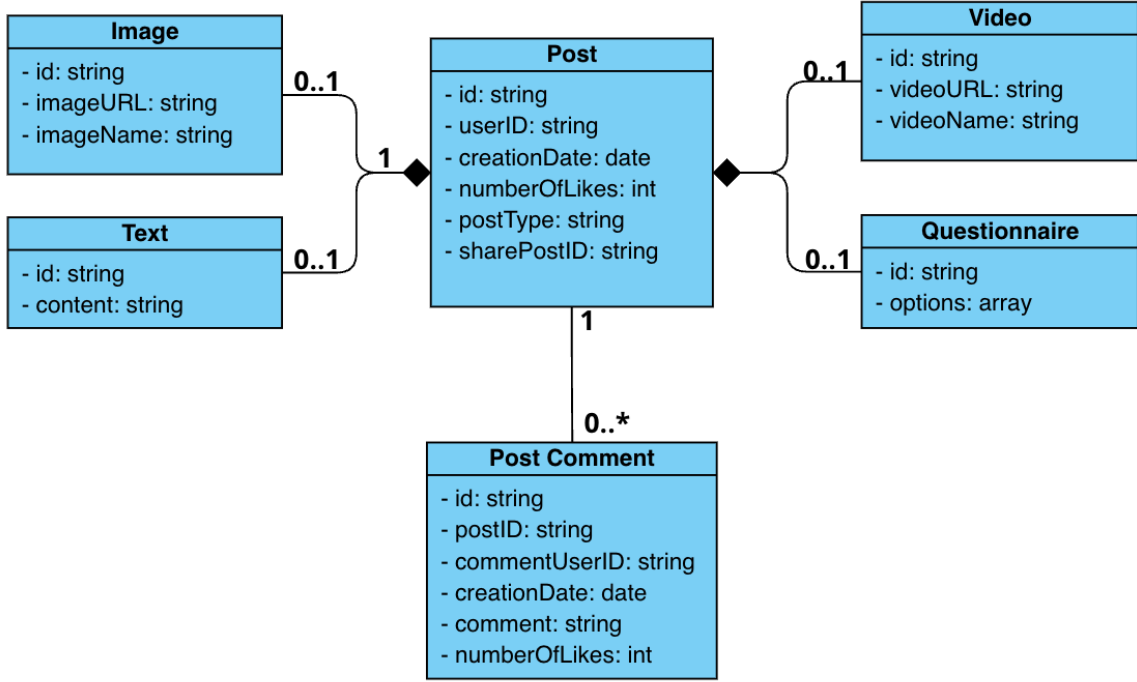 Image
- id: string
- imageURL: string
- imageName: string
0..1
Text
- id: string
- content: string
0..1
1
Post
- id: string
- userID: string
- creationDate: date
- numberOfLikes: int
- postType: string
- sharePostID: string
Video
- id: string
- videoURL: string
- videoName: string
0..1
Questionnaire
- id: string
- options: array
0..1
1
0..*
Post Comment
- id: string
- postID: string
- commentUserID: string
- creationDate: date
- comment: string
- numberOfLikes: int